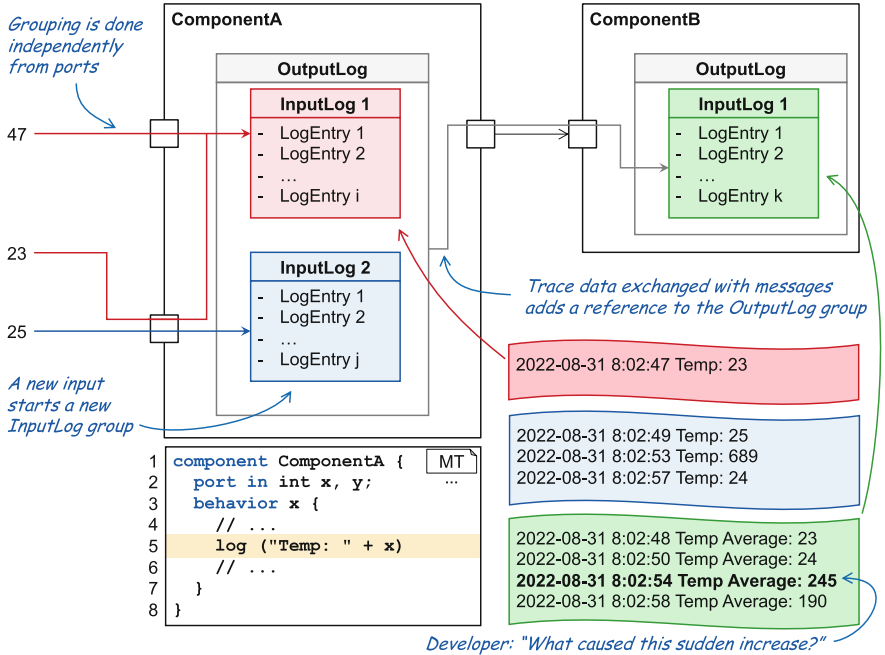 Grouping is done
independently
from ports
ComponentA
ComponentB
OutputLog
OutputLog
InputLog 1
- LogEntry 1
- LogEntry 2
- ...
- LogEntry i
InputLog 1
- LogEntry 1
- LogEntry 2
- ...
- LogEntry k
47
23
25
InputLog 2
- LogEntry 1
- LogEntry 2
- ...
- LogEntry j
Trace data exchanged with messages
adds a reference to the OutputLog group
A new input
starts a new
InputLog group
2022-08-31 8:02:47 Temp: 23
2022-08-31 8:02:49 Temp: 25
2022-08-31 8:02:53 Temp: 689
2022-08-31 8:02:57 Temp: 24
2022-08-31 8:02:48 Temp Average: 23
2022-08-31 8:02:50 Temp Average: 24
2022-08-31 8:02:54 Temp Average: 245
2022-08-31 8:02:58 Temp Average: 190
MT
...
1 component ComponentA {
2 port in int x, y;
3 behavior x {
4 // ...
5 log ("Temp: " + x)
6 // ...
7 }
8 }
Developer: "What caused this sudden increase?"